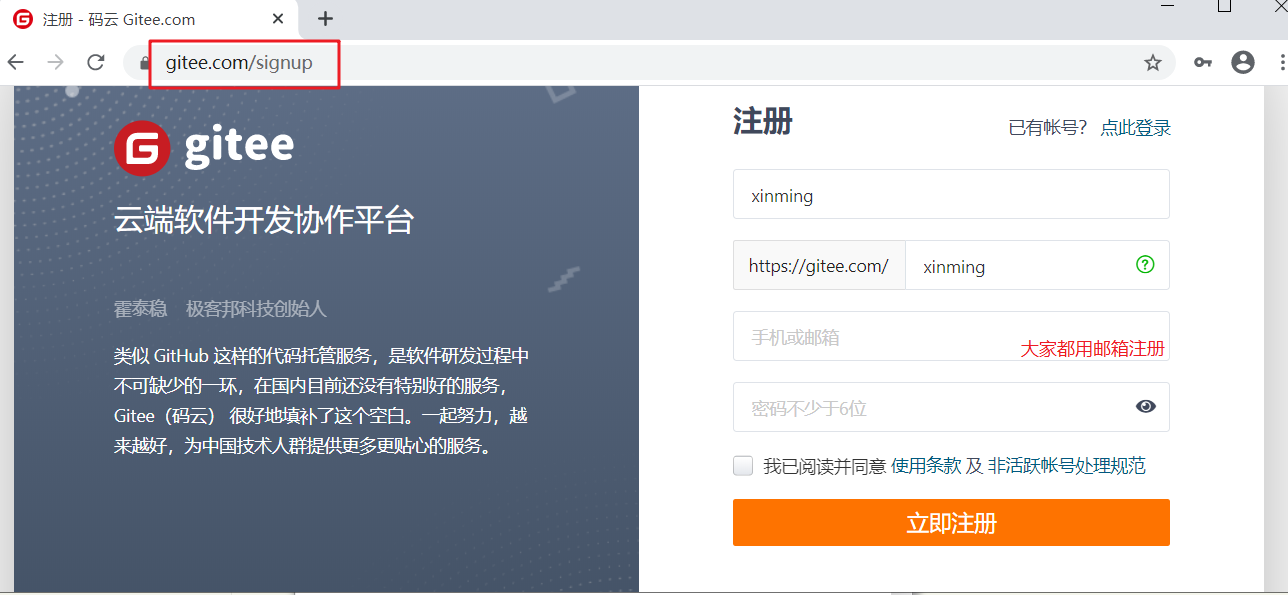 注册 - 码云 Gitee.com
gitee.com/signup
gitee
云端软件开发协作平台
霍泰稳 极客邦科技创始人
类似 GitHub 这样的代码托管服务，是软件研发过程中
不可缺少的一环，在国内目前还没有特别好的服务，
Gitee（码云） 很好地填补了这个空白。一起努力，越
来越好，为中国技术人群提供更多更贴心的服务。
注册
已有帐号？ 点此登录
xinming
https://gitee.com/ xinming
手机或邮箱
大家都用邮箱注册
密码不少于6位
我已阅读并同意 使用条款 及 非活跃帐号处理规范
立即注册